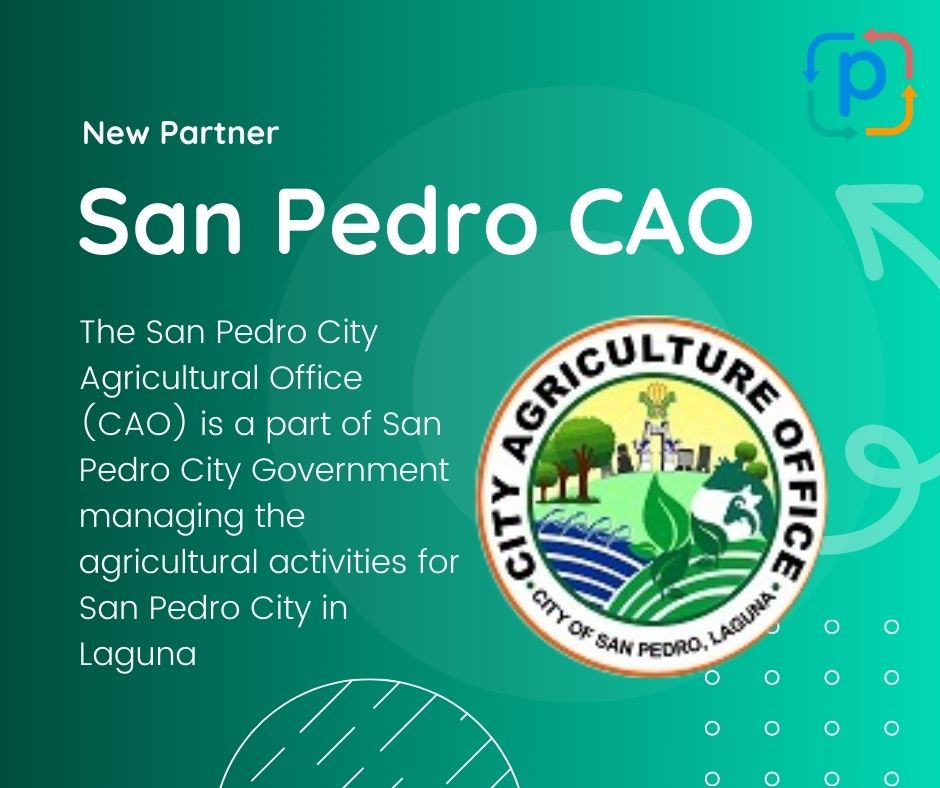 p
New Partner
San Pedro CAO
The San Pedro City
Agricultural Office
(CAO) is a part of San
Pedro City Government
managing the
agricultural activities for
San Pedro City in
Laguna
CITY AGRICULTURE OFFICE
CITY OF SAN PEDRO, LAGUNA